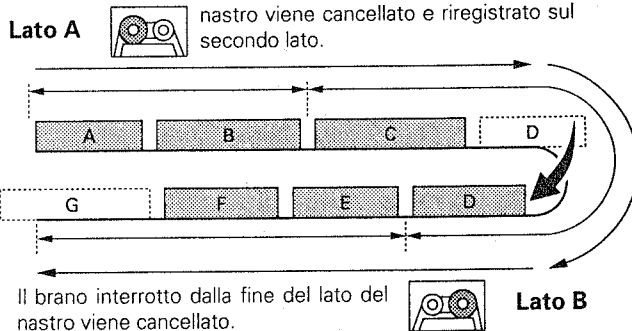 Lato A
nastro viene cancellato e riregistrato sul
secondo lato.
A B C D
G F E D
Il brano interrotto dalla fine del lato del
nastro viene cancellato.
Lato B